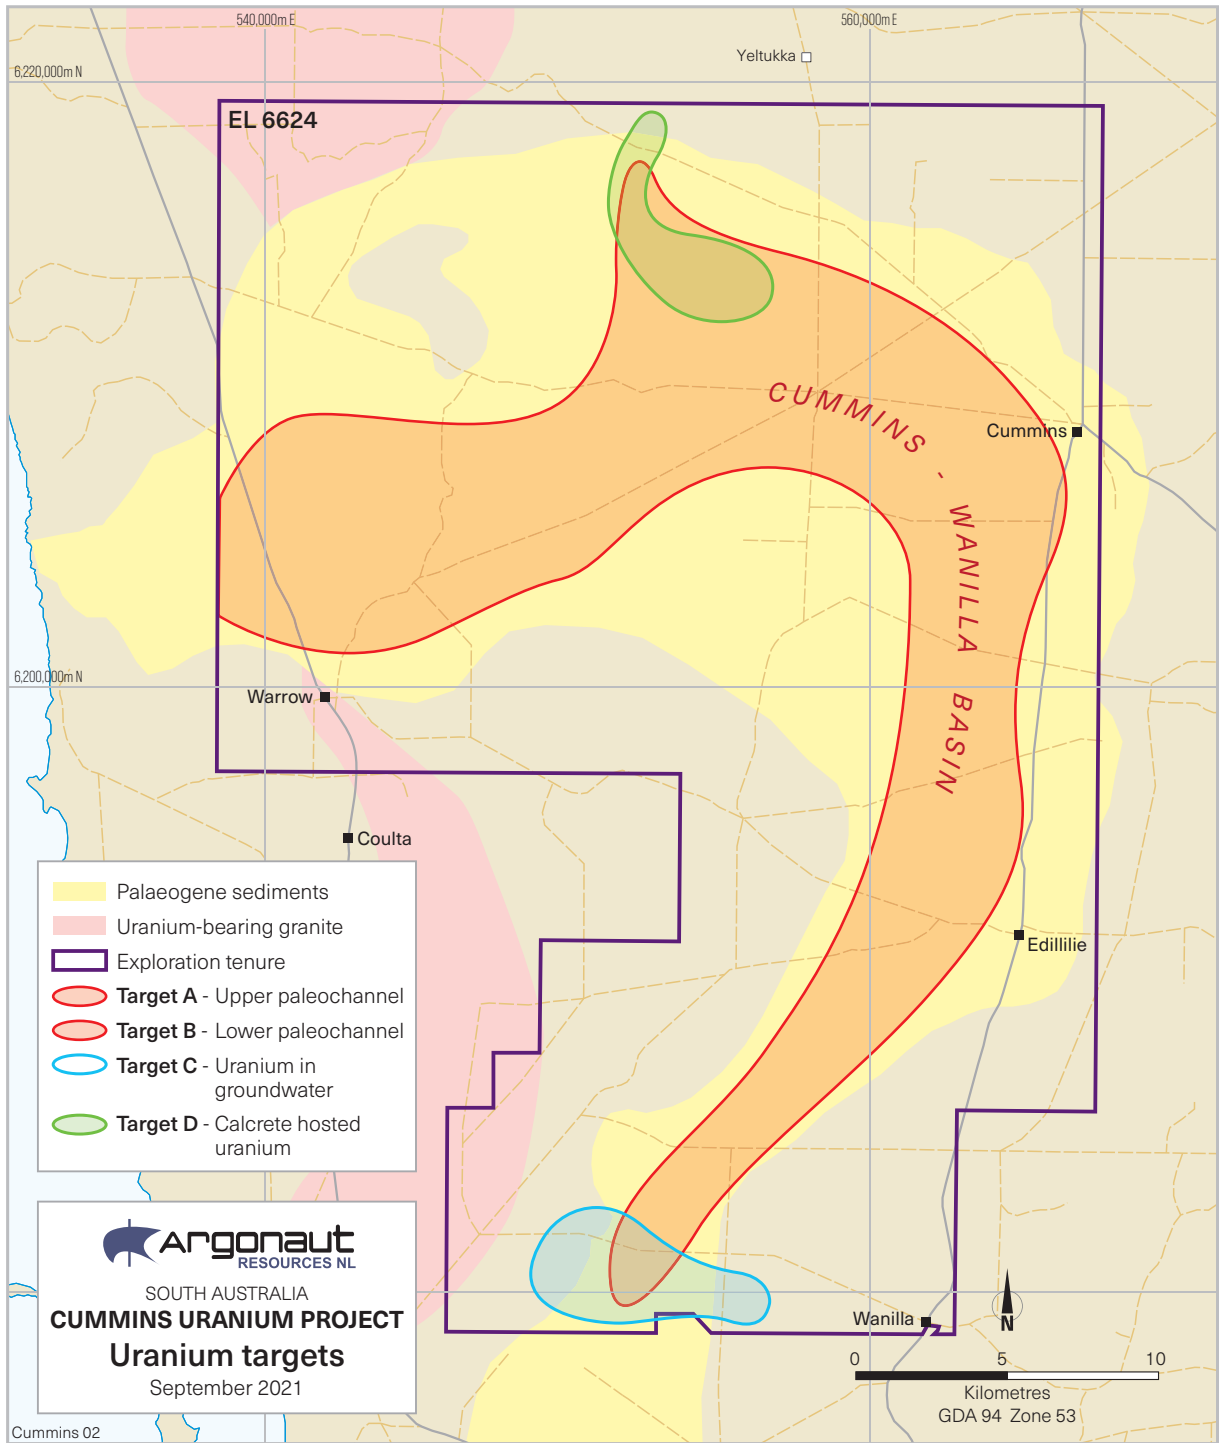 540,000m E
560,000m E
Yeltukka
6,220,000m N
EL 6624
CUMMINS - WANILLA BASIN
Cummins
6,200,000m N
Warrow
Coulta
Edillilie
Palaeogene sediments
Uranium-bearing granite
Exploration tenure
Target A - Upper paleochannel
Target B - Lower paleochannel
Target C - Uranium in
groundwater
Target D - Calcrete hosted
uranium
Argonaut
RESOURCES NL
SOUTH AUSTRALIA
CUMMINS URANIUM PROJECT
Uranium targets
September 2021
Wanilla
N
0 5 10
Kilometres
GDA 94 Zone 53
Cummins 02